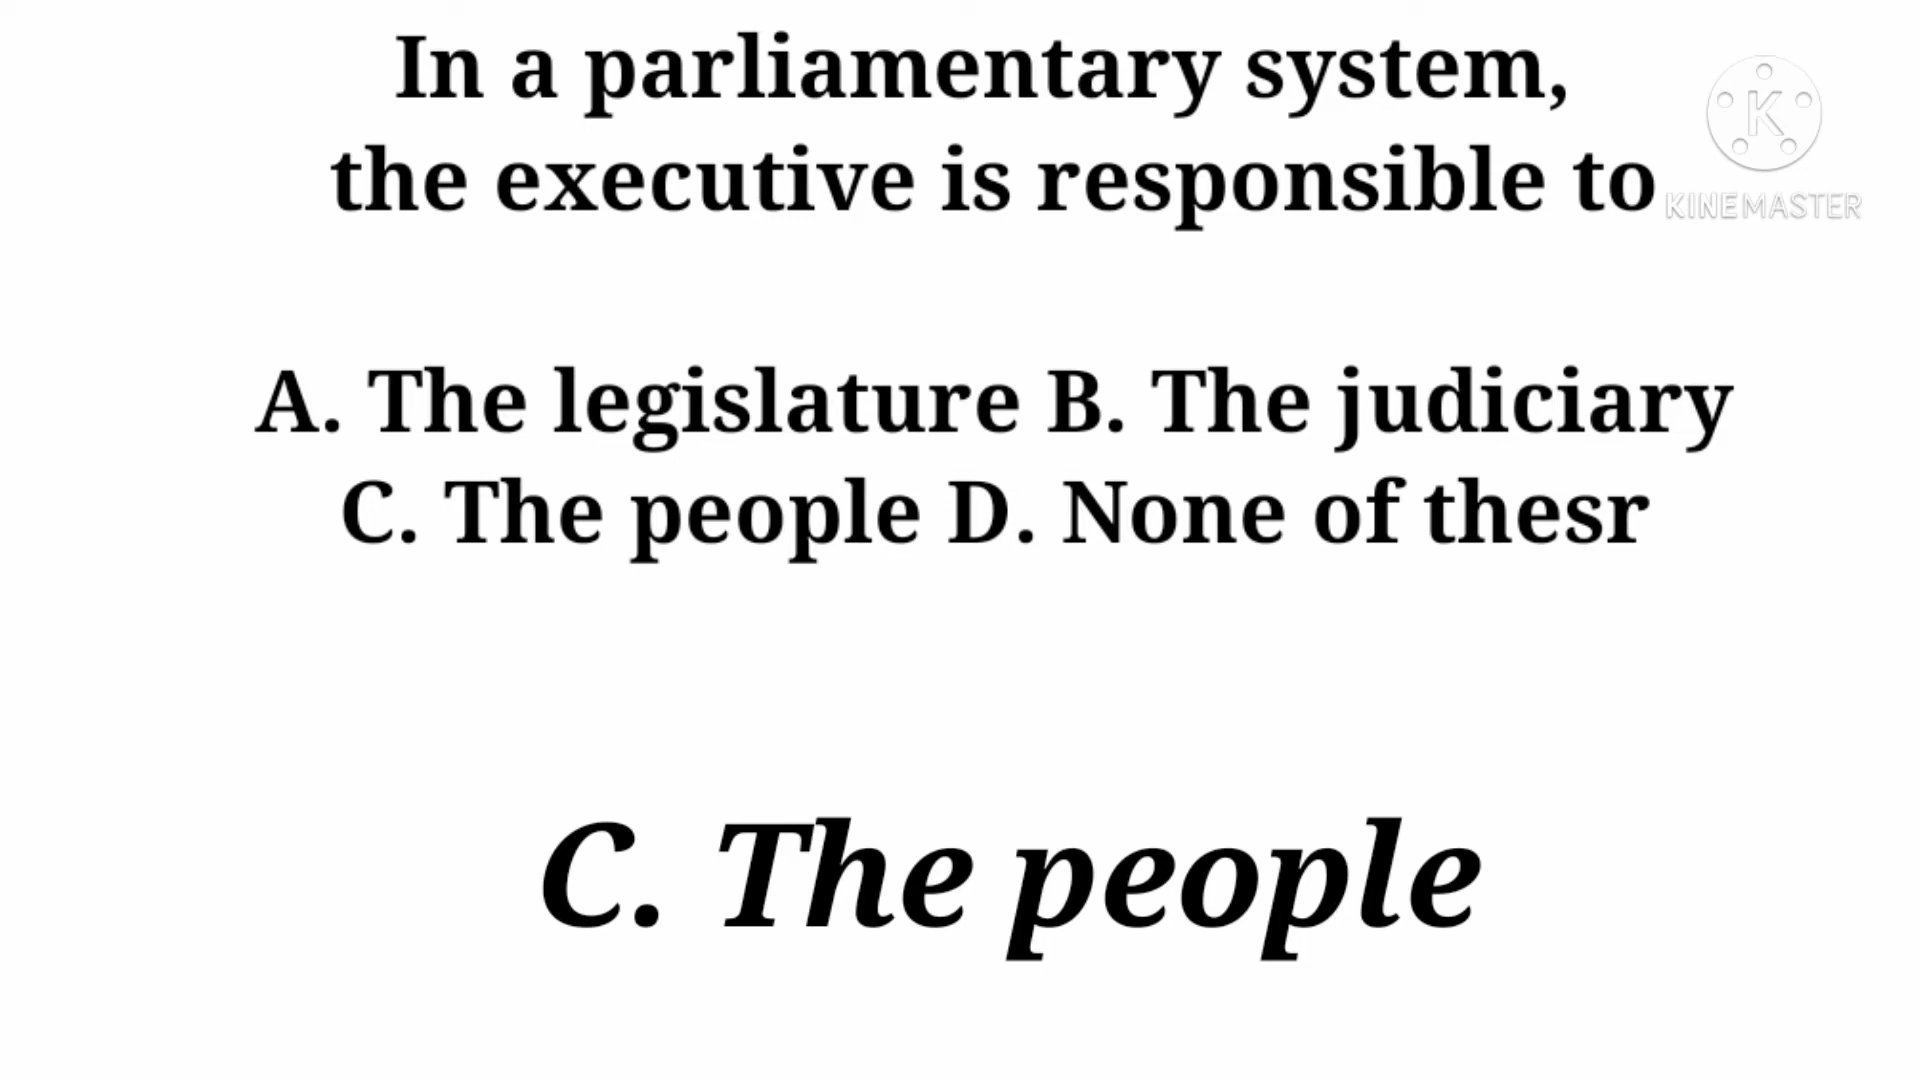 In a parliamentary system,
the executive is responsible to
K
KINEMASTER
A. The legislature B. The judiciary
C. The people D. None of thesr
C. The people